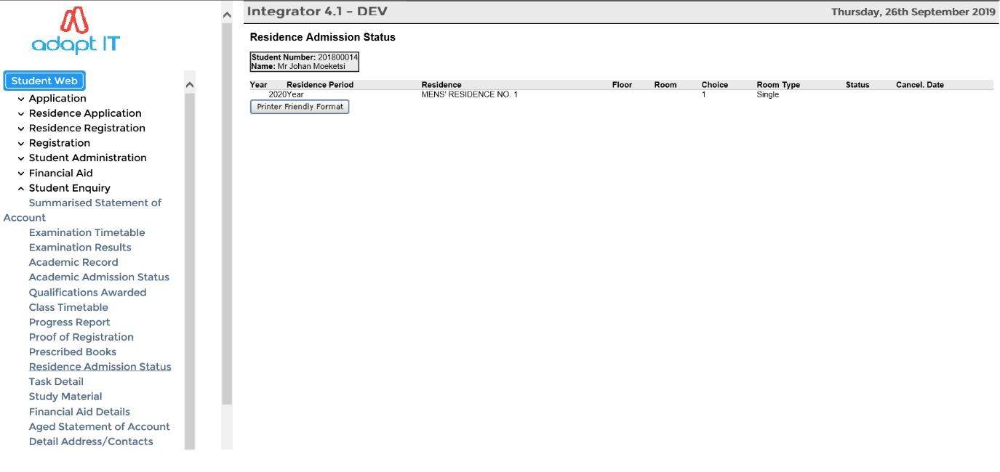 adapt IT
Student Web
Application
Residence Application
Residence Registration
Registration
Student Administration
Financial Aid
Student Enquiry
Summarised Statement of
Account
Examination Timetable
Examination Results
Academic Record
Academic Admission Status
Qualifications Awarded
Class Timetable
Progress Report
Proof of Registration
Prescribed Books
Residence Admission Status
Task Detail
Study Material
Financial Aid Details
Aged Statement of Account
Detail Address/Contacts
Integrator 4.1 - DEV Thursday, 26th September 2019
Residence Admission Status
Student Number: 201800014
Name: Mr Johan Moeketsi
Year Residence Period Residence Floor Room Choice Room Type Status Cancel. Date
2020Year MENS' RESIDENCE NO. 1 1 Single
Printer Friendly Format